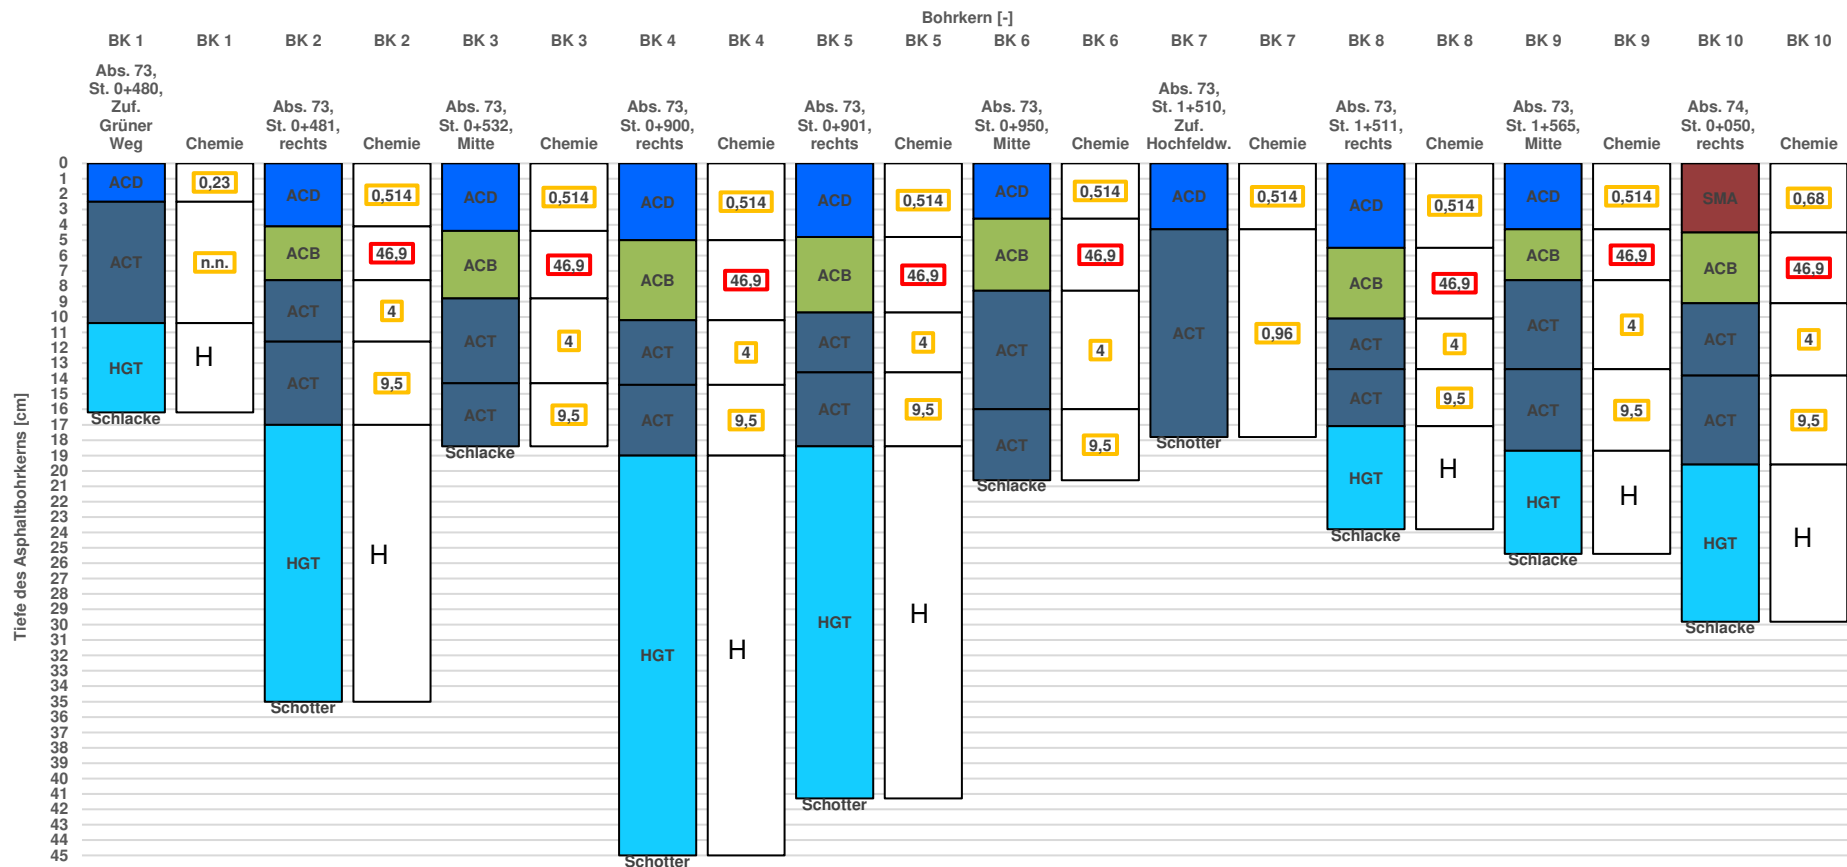 Bohrkern [-]
BK 1 BK 1 BK 2 BK 2 BK 3 BK 3 BK 4 BK 4 BK 5 BK 5 BK 6 BK 6 BK 7 BK 7 BK 8 BK 8 BK 9 BK 9 BK 10 BK 10
Abs. 73,
St. 0+480,
Zuf.
Grüner
Weg
Chemie
Abs. 73,
St. 0+481,
rechts
Chemie
Abs. 73,
St. 0+532,
Mitte
Chemie
Abs. 73,
St. 0+900,
rechts
Chemie
Abs. 73,
St. 0+901,
rechts
Chemie
Abs. 73,
St. 0+950,
Mitte
Chemie
Abs. 73,
St. 1+510,
Zuf.
Hochfeldw.
Chemie
Abs. 73,
St. 1+511,
rechts
Chemie
Abs. 73,
St. 1+565,
Mitte
Chemie
Abs. 74,
St. 0+050,
rechts
Chemie
Tiefe des Asphaltbohrkerns [cm]
0
1
2
3
4
5
6
7
8
9
10
11
12
13
14
15
16
17
18
19
20
21
22
23
24
25
26
27
28
29
30
31
32
33
34
35
36
37
38
39
40
41
42
43
44
45
ACD
ACT
HGT
Schlacke
0,23
n.n.
H
ACD
ACB
ACT
ACT
HGT
Schotter
0,514
46,9
4
9,5
H
ACD
ACB
ACT
ACT
Schlacke
0,514
46,9
4
9,5
ACD
ACB
ACT
ACT
HGT
Schotter
0,514
46,9
4
9,5
H
ACD
ACB
ACT
ACT
HGT
Schotter
0,514
46,9
4
9,5
H
ACD
ACB
ACT
ACT
Schlacke
0,514
46,9
4
9,5
ACD
ACT
Schotter
0,514
0,96
ACD
ACB
ACT
ACT
HGT
Schlacke
0,514
46,9
4
9,5
H
ACD
ACB
ACT
ACT
HGT
Schlacke
0,514
46,9
4
9,5
H
SMA
ACB
ACT
ACT
HGT
Schlacke
0,68
46,9
4
9,5
H